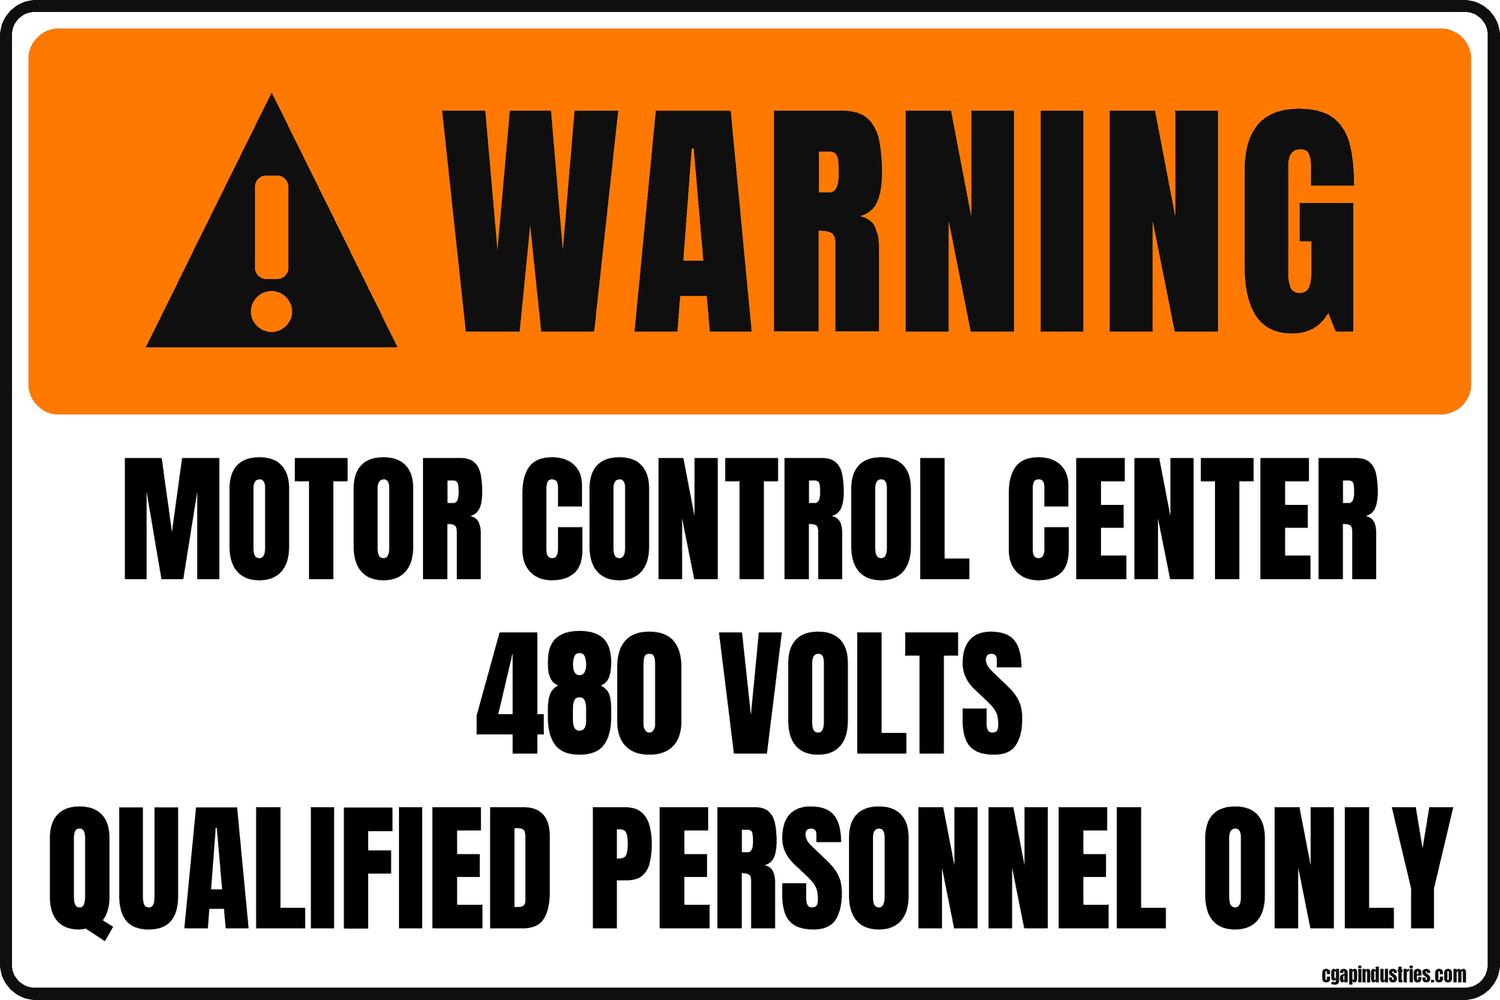 WARNING
MOTOR CONTROL CENTER
480 VOLTS
QUALIFIED PERSONNEL ONLY
cgapindustries.com